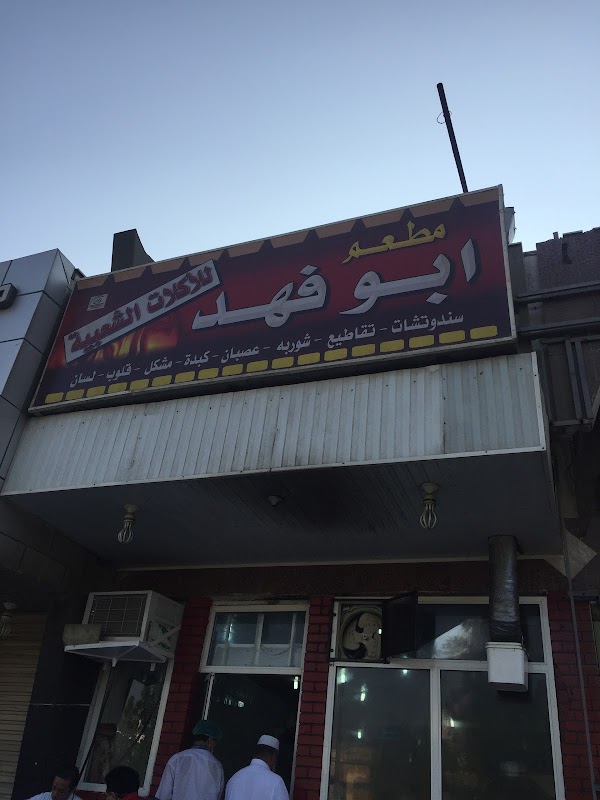 مطعم
ابو فهد
للأكلات الشعبية
سندوتشات - تقاطيع - شوربه - عصبان - كبدة - مشكل - قلوب - لسان